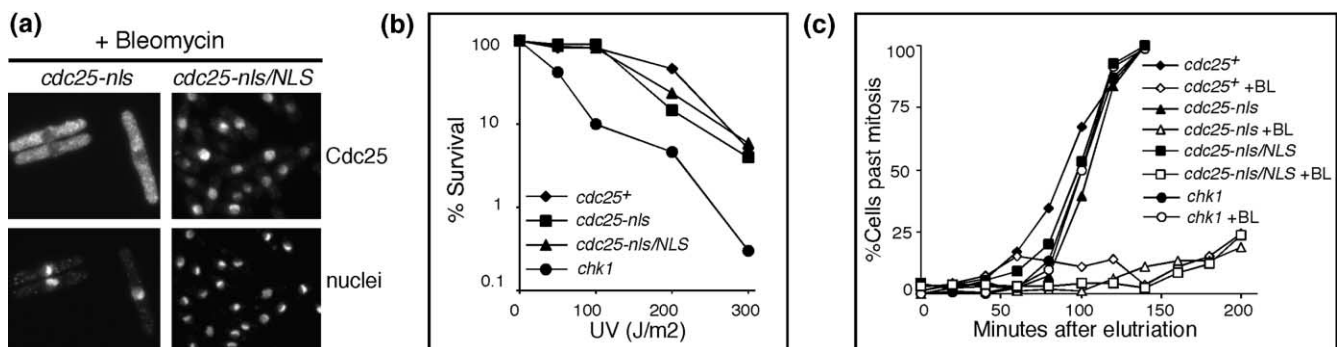 (a)
+ Bleomycin
cdc25-nls cdc25-nls/NLS
Cdc25
nuclei
(b)
% Survival
100
10
1
0.1
cdc25+
cdc25-nls
cdc25-nls/NLS
chk1
0 100 200 300
UV (J/m2)
(c)
%Cells past mitosis
100%
75
50
25
0
cdc25+
cdc25+ +BL
cdc25-nls
cdc25-nls +BL
cdc25-nls/NLS
cdc25-nls/NLS +BL
chk1
chk1 +BL
0 50 100 150 200
Minutes after elutriation